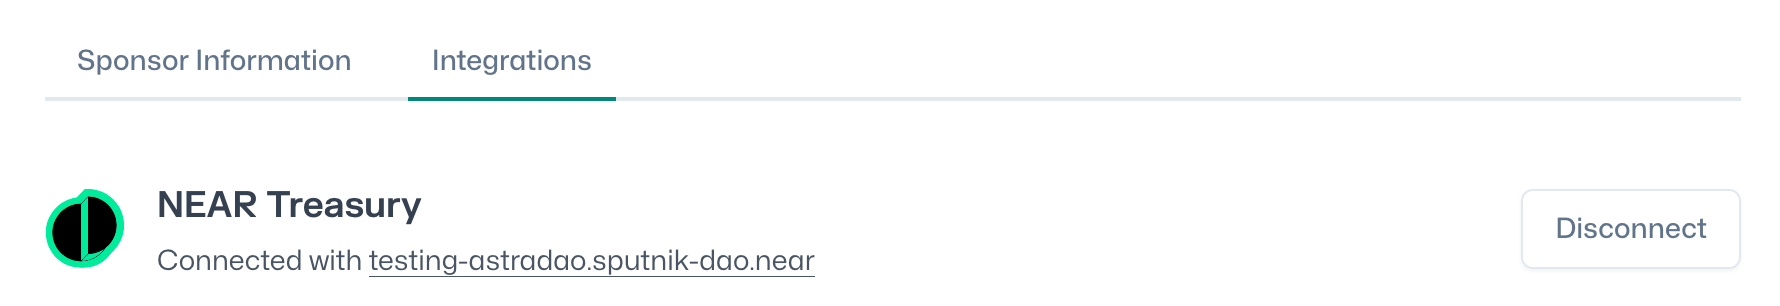 Sponsor Information
Integrations
NEAR Treasury
Connected with testing-astradao.sputnik-dao.near
Disconnect